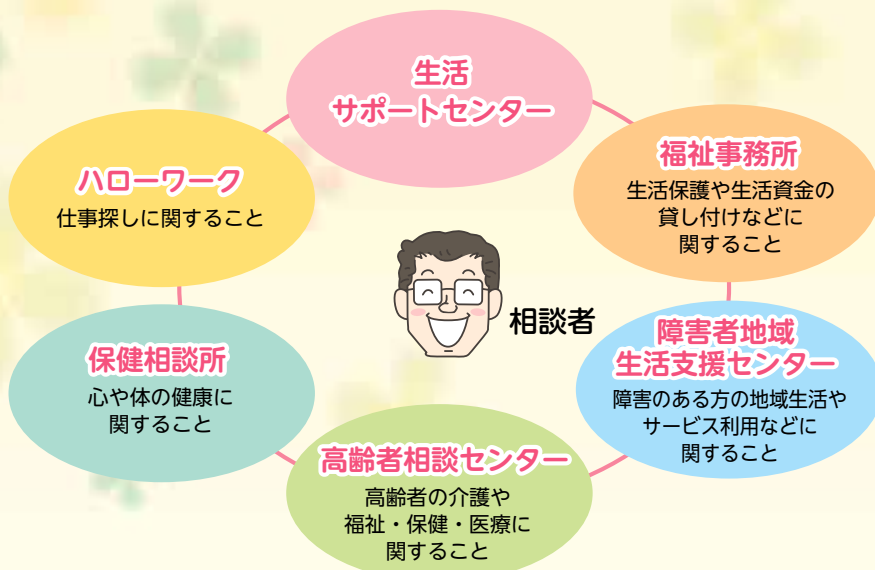 生活
サポートセンター
ハローワーク
仕事探しに関すること
福祉事務所
生活保護や生活資金の
貸し付けなどに
関すること
相談者
保健相談所
心や体の健康に
関すること
障害者地域
生活支援センター
障害のある方の地域生活や
サービス利用などに
関すること
高齢者相談センター
高齢者の介護や
福祉・保健・医療に
関すること